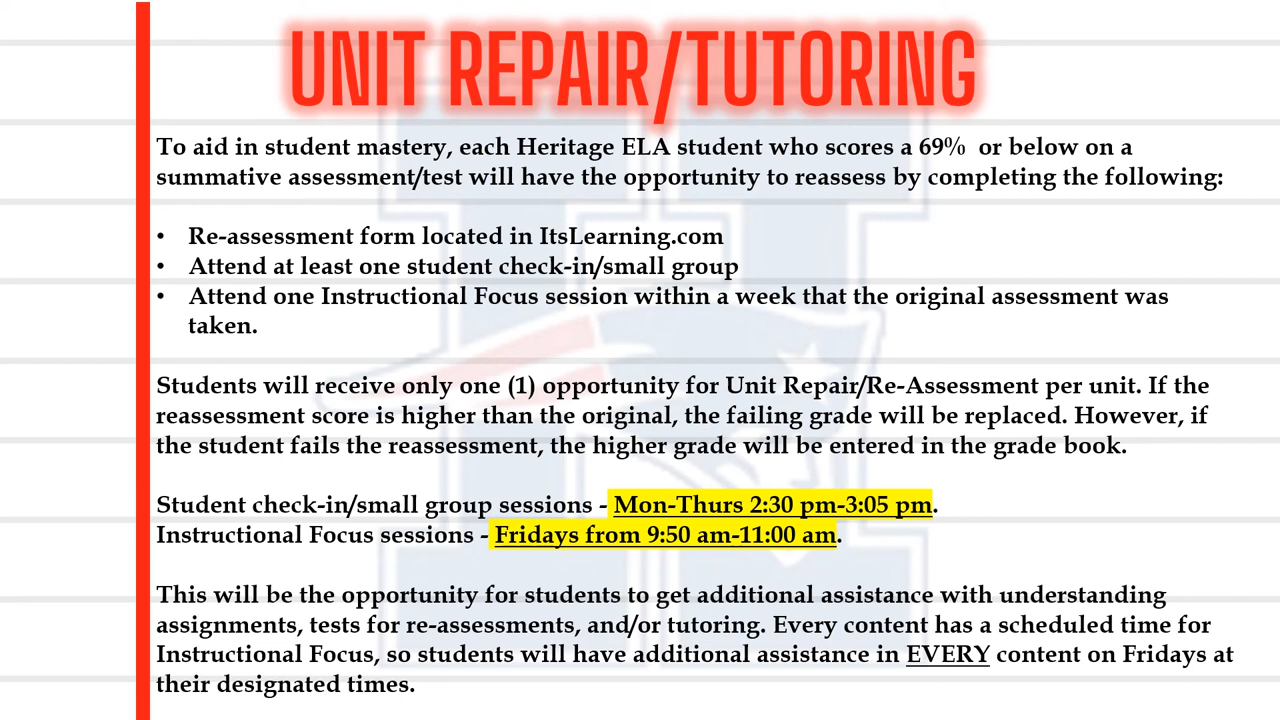 UNIT REPAIR/TUTORING
To aid in student mastery, each Heritage ELA student who scores a 69% or below on a
summative assessment/test will have the opportunity to reassess by completing the following:
• Re-assessment form located in ItsLearning.com
• Attend at least one student check-in/small group
• Attend one Instructional Focus session within a week that the original assessment was
taken.
Students will receive only one (1) opportunity for Unit Repair/Re-Assessment per unit. If the
reassessment score is higher than the original, the failing grade will be replaced. However, if
the student fails the reassessment, the higher grade will be entered in the grade book.
Student check-in/small group sessions - Mon-Thurs 2:30 pm-3:05 pm.
Instructional Focus sessions - Fridays from 9:50 am-11:00 am.
This will be the opportunity for students to get additional assistance with understanding
assignments, tests for re-assessments, and/or tutoring. Every content has a scheduled time for
Instructional Focus, so students will have additional assistance in EVERY content on Fridays at
their designated times.